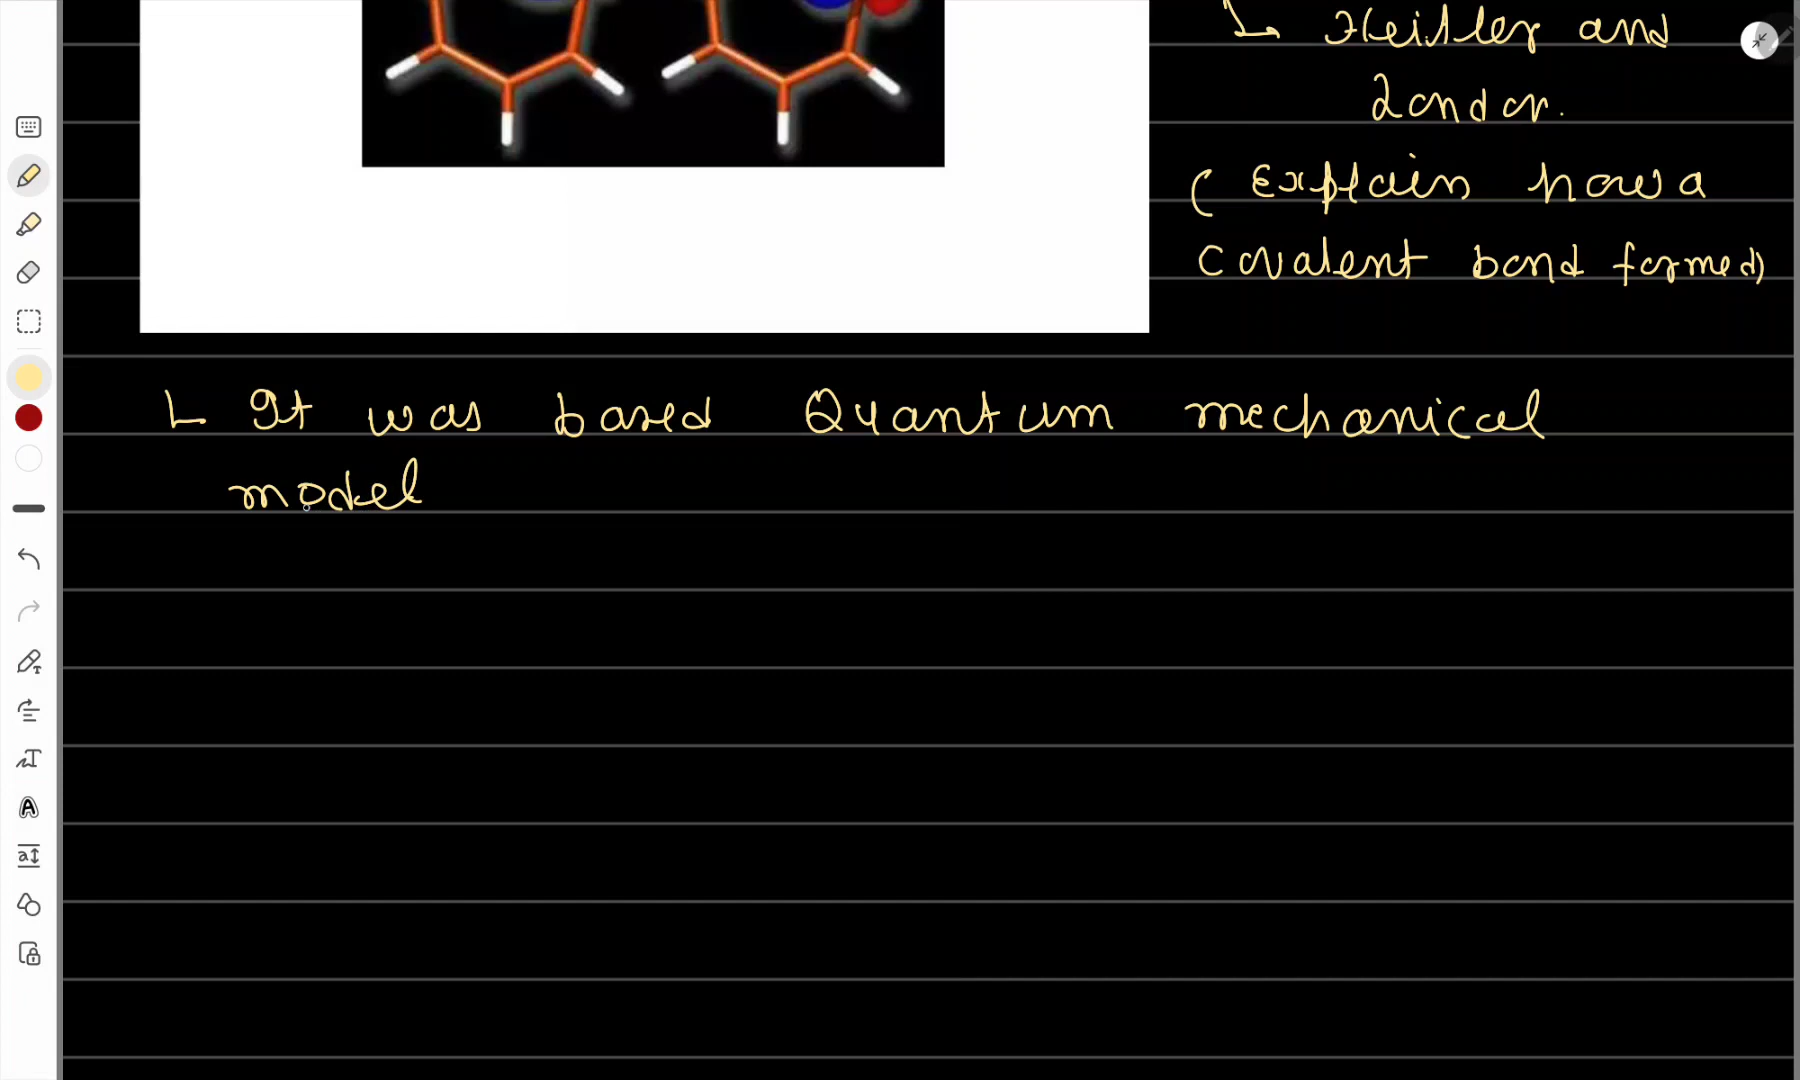 ↳ Heitler and
London.
( Explain how a
covalent bond formed)
↳ It was based Quantum mechanical
model